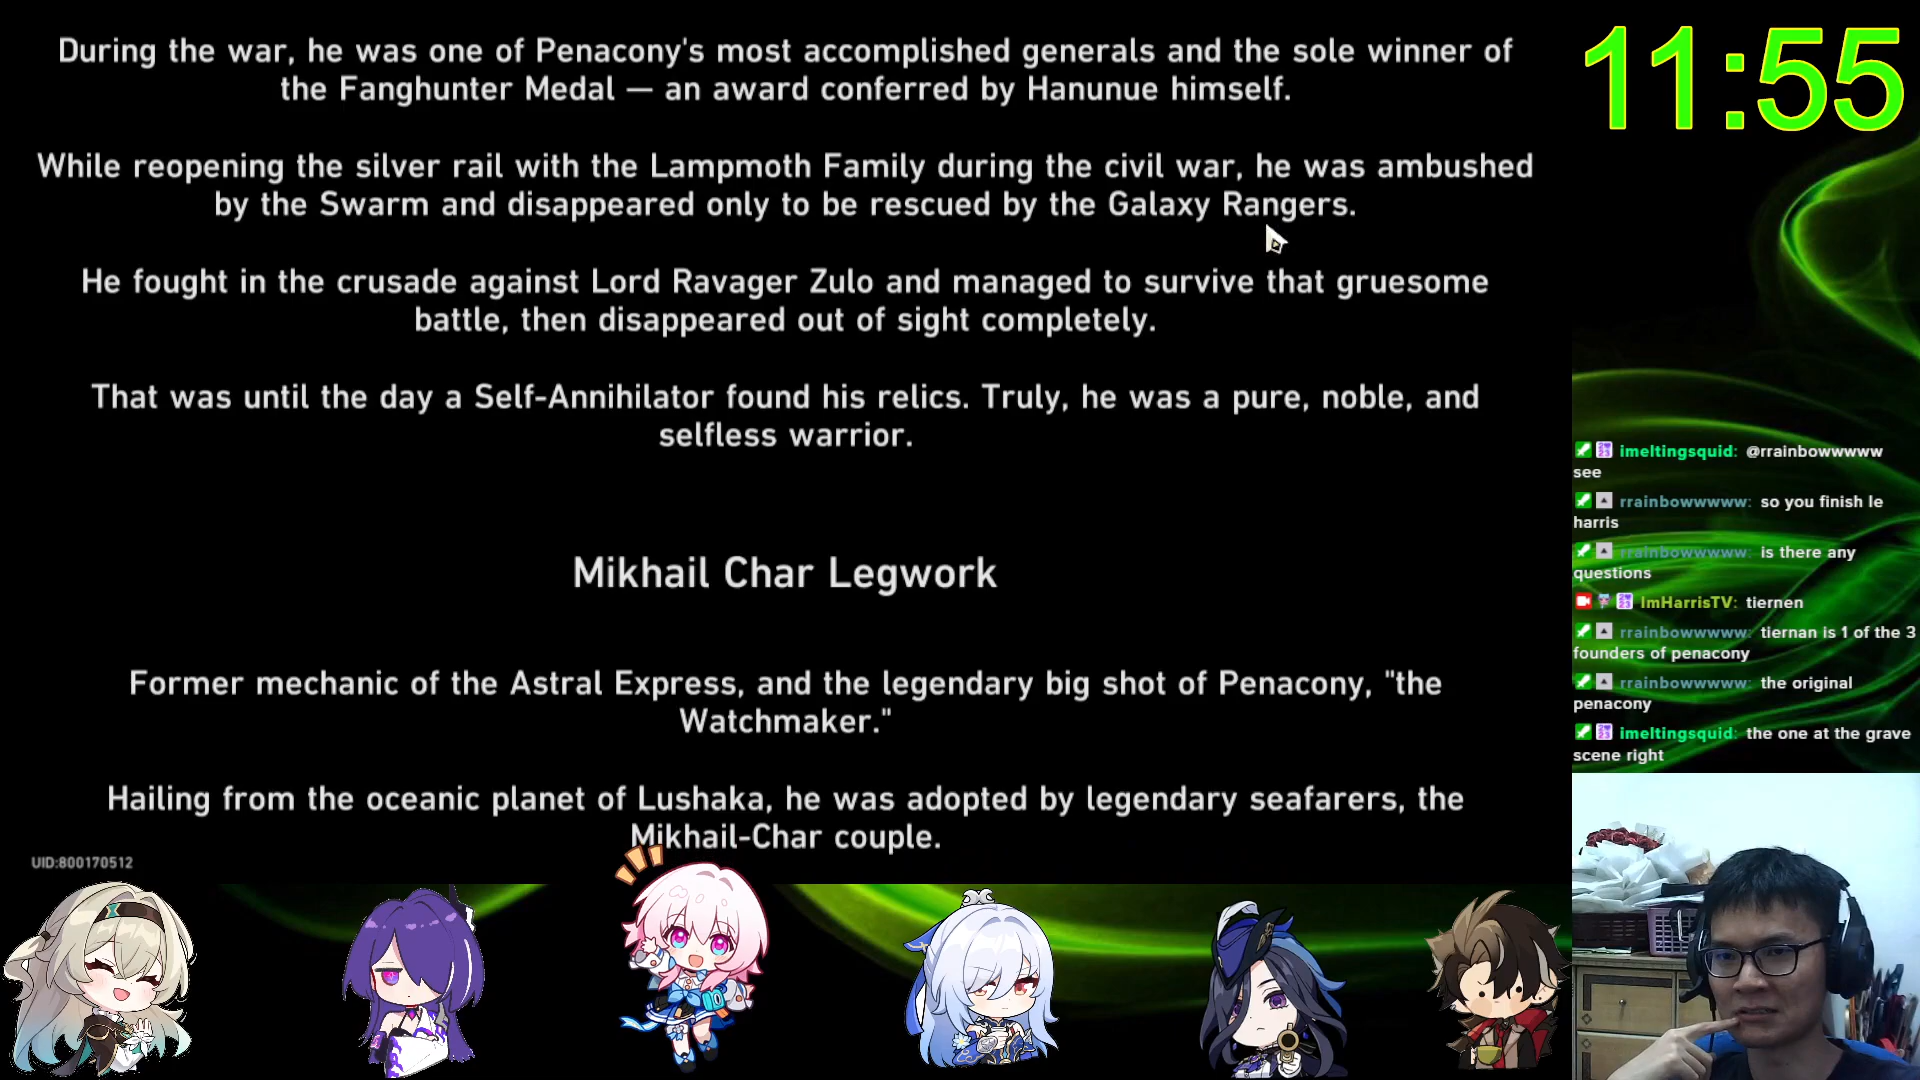 During the war, he was one of Penacony's most accomplished generals and the sole winner of
the Fanghunter Medal — an award conferred by Hanunue himself.
While reopening the silver rail with the Lampmoth Family during the civil war, he was ambushed
by the Swarm and disappeared only to be rescued by the Galaxy Rangers.
He fought in the crusade against Lord Ravager Zulo and managed to survive that gruesome
battle, then disappeared out of sight completely.
That was until the day a Self-Annihilator found his relics. Truly, he was a pure, noble, and
selfless warrior.
Mikhail Char Legwork
Former mechanic of the Astral Express, and the legendary big shot of Penacony, "the
Watchmaker."
Hailing from the oceanic planet of Lushaka, he was adopted by legendary seafarers, the
Mikhail-Char couple.
UID:800170512
11:55
imeltingsquid: @rrainbowwwww
see
rrainbowwwww: so you finish le
harris
rrainbowwwww: is there any
questions
ImHarrisTV: tiernen
rrainbowwwww: tiernan is 1 of the 3
founders of penacony
rrainbowwwww: the original
penacony
imeltingsquid: the one at the grave
scene right